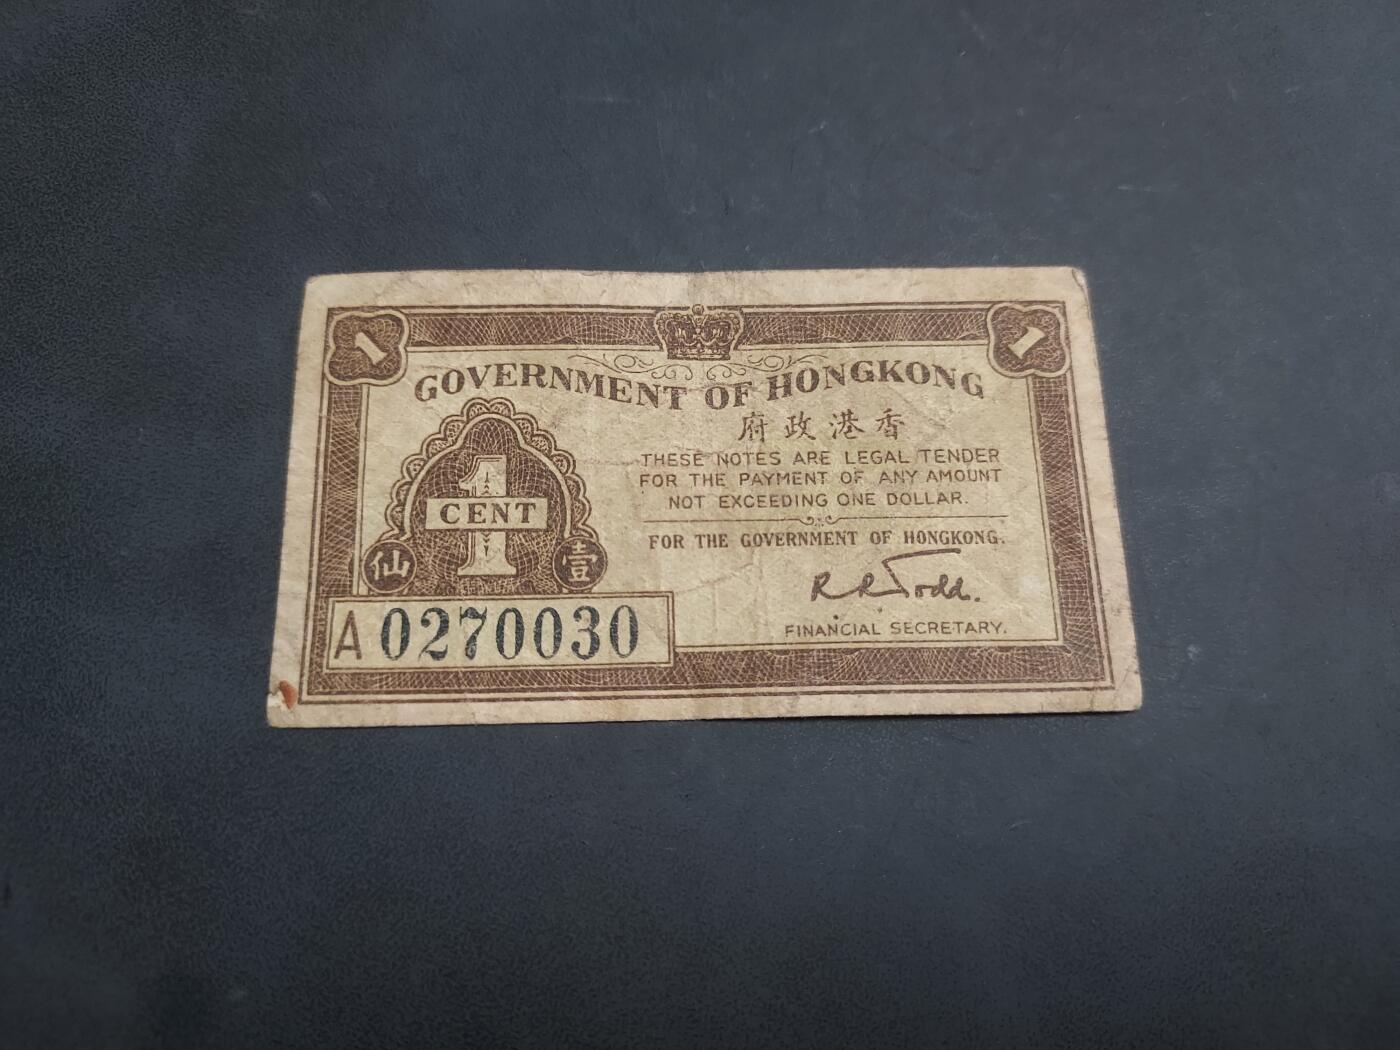 1 1
GOVERNMENT OF HONGKONG
府政港香
THESE NOTES ARE LEGAL TENDER
FOR THE PAYMENT OF ANY AMOUNT
NOT EXCEEDING ONE DOLLAR.
1
CENT
仙 壹
FOR THE GOVERNMENT OF HONGKONG.
R R Todd.
FINANCIAL SECRETARY.
A 0270030